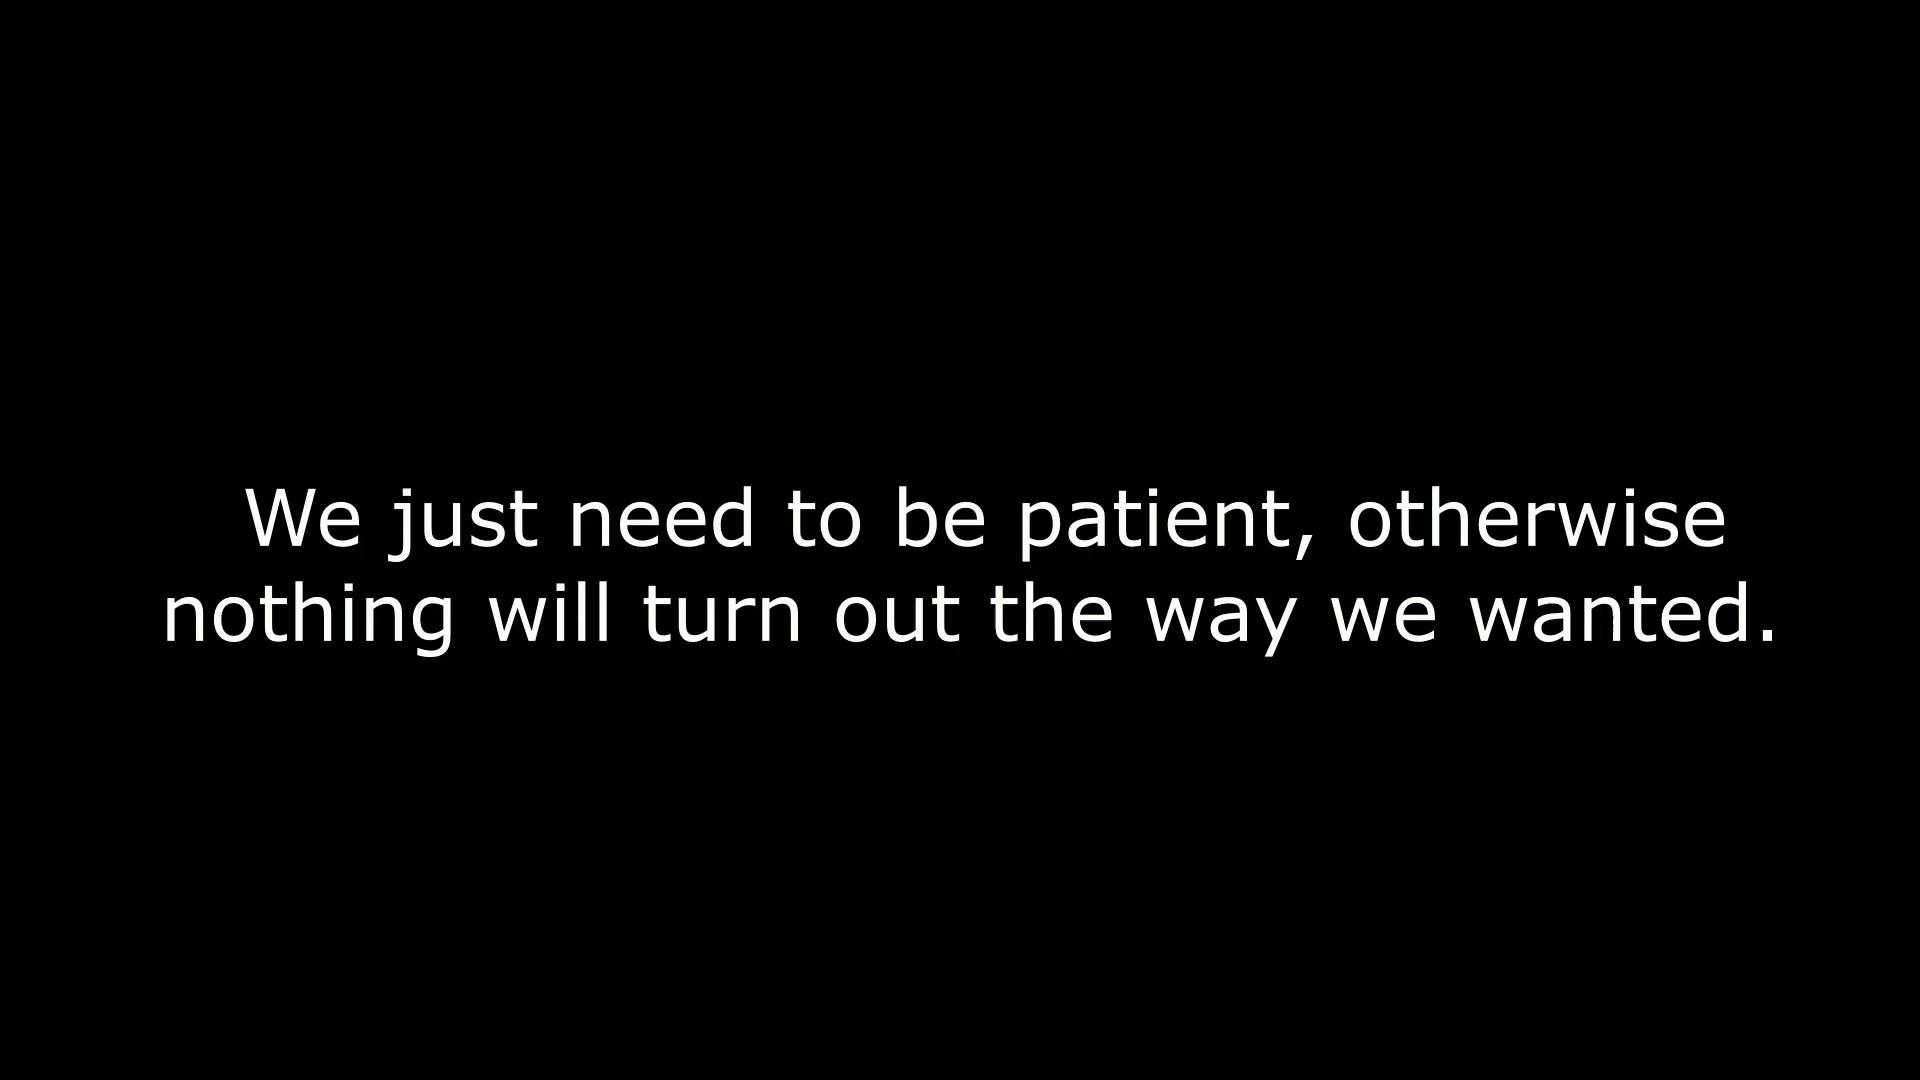 We just need to be patient, otherwise
nothing will turn out the way we wanted.